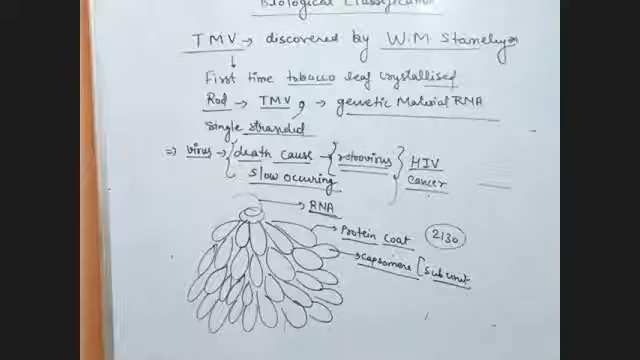 Biological Classification
TMV → discovered by W.M Stamelyon
↓
First time tobacco leaf crystallised
Rod → TMV → genetic Material RNA
Single stranded
⇒ virus → { death cause → { retrovirus } HIV
slow occuring
cancer
→ RNA
→ Protein coat 2130
→ capsomere [ sub unit